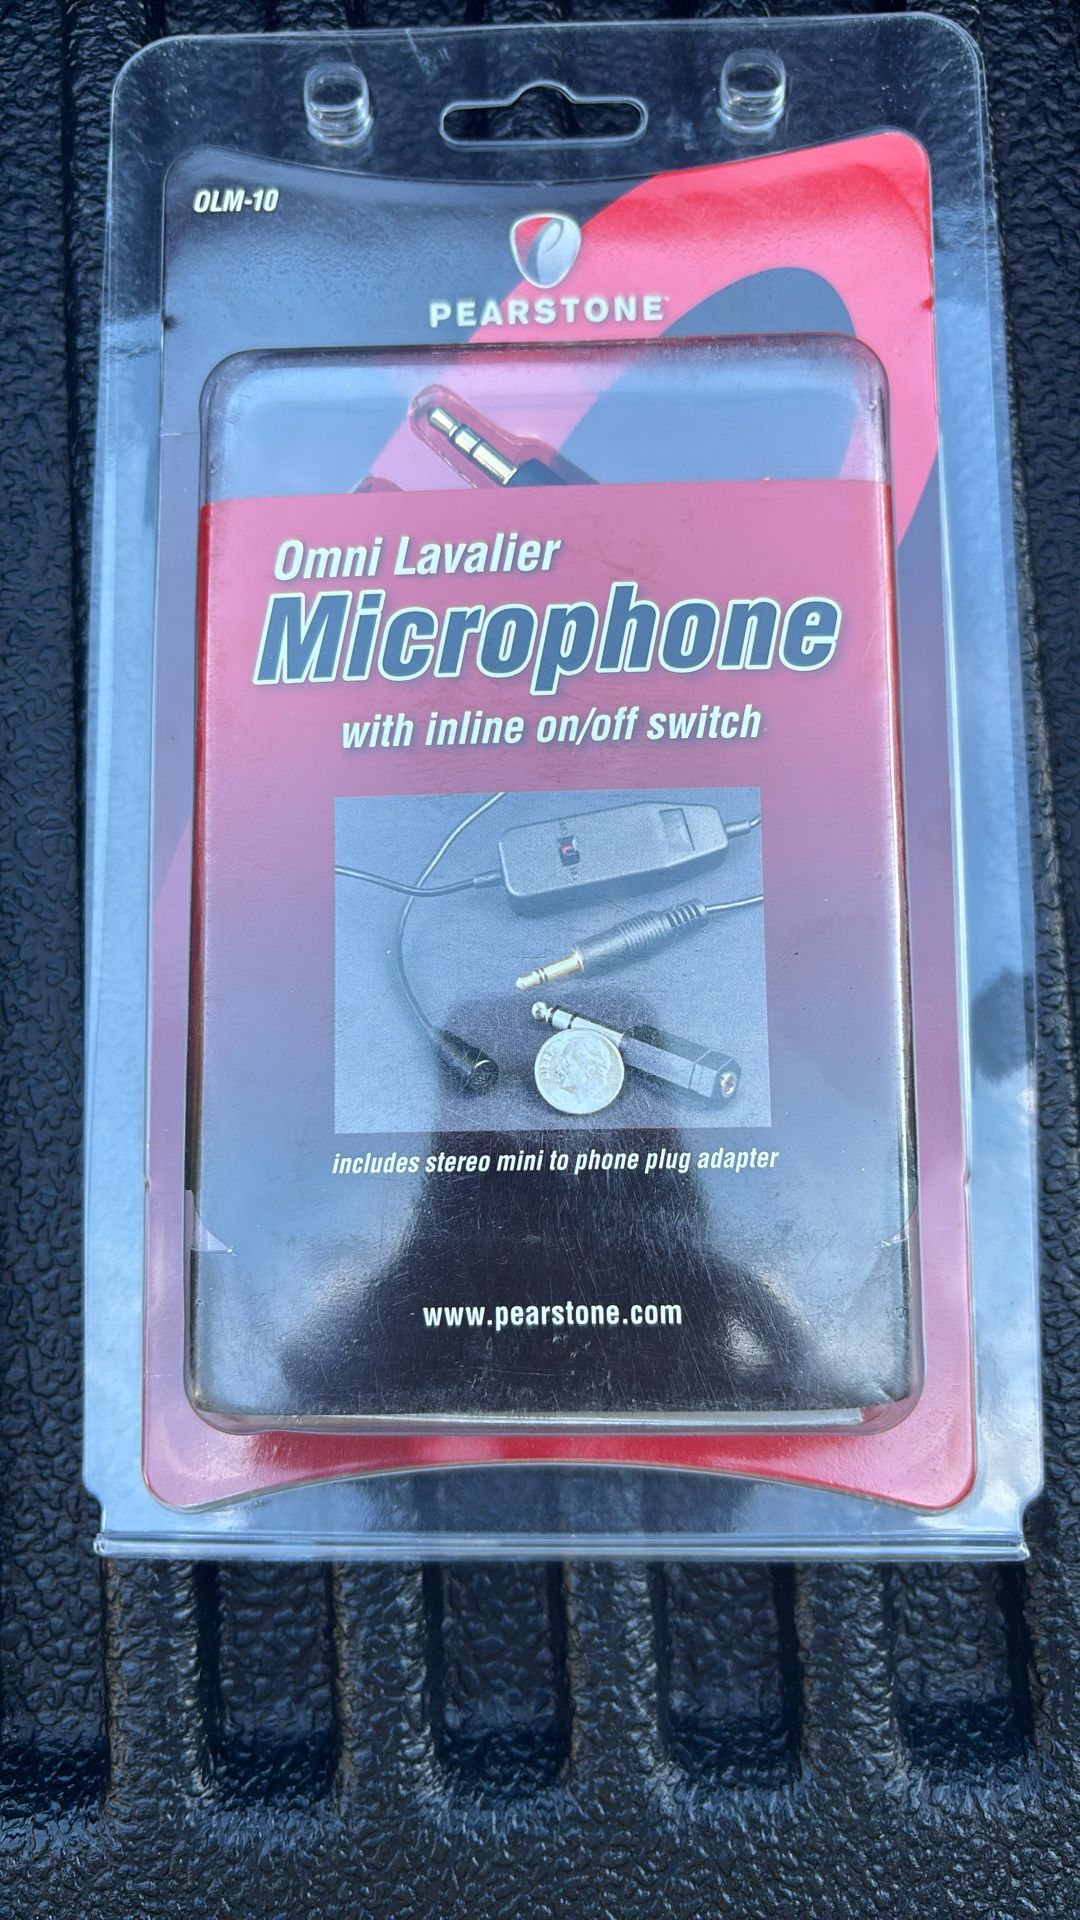 OLM-10
PEARSTONE
Omni Lavalier
Microphone
with inline on/off switch
includes stereo mini to phone plug adapter
www.pearstone.com